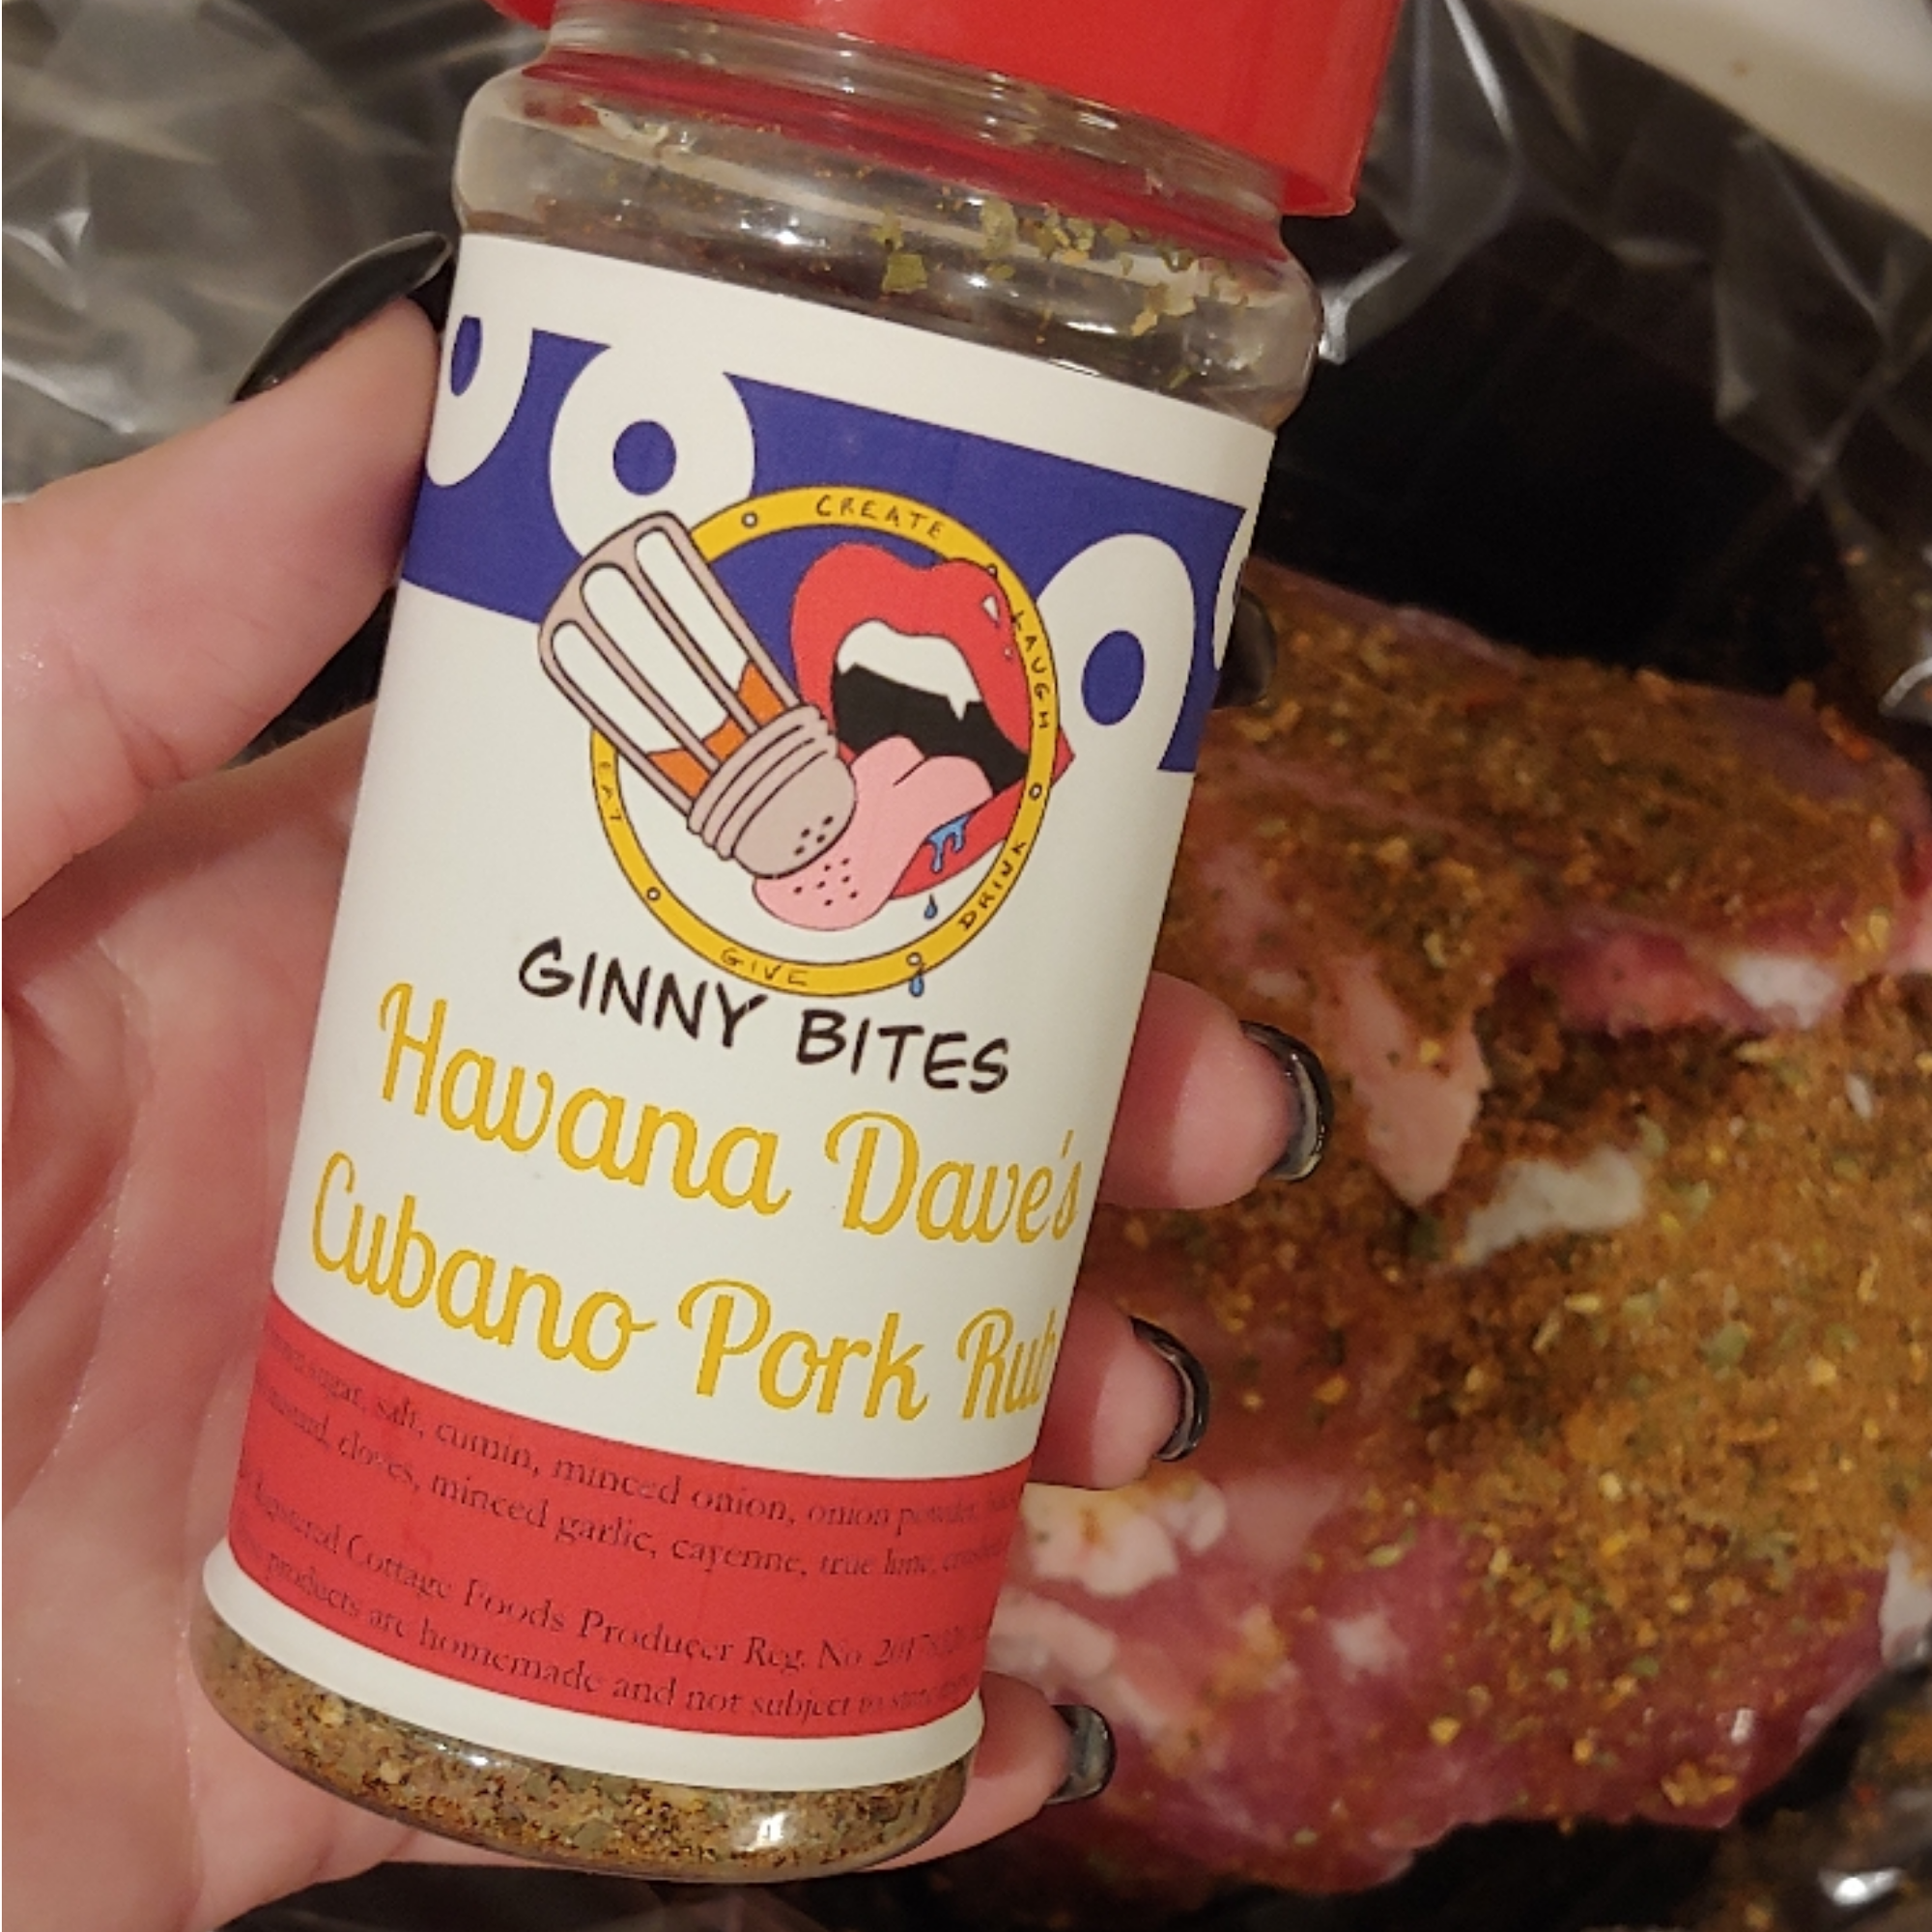 CREATE
LAUGH
DRINK
GIVE
EAT
GINNY BITES
Havana Dave's
Cubano Pork Rub
sugar, salt, cumin, minced onion, onion powder,
cloves, minced garlic, cayenne, true lime,
Cottage Foods Producer Reg. No
products are homemade and not subject to